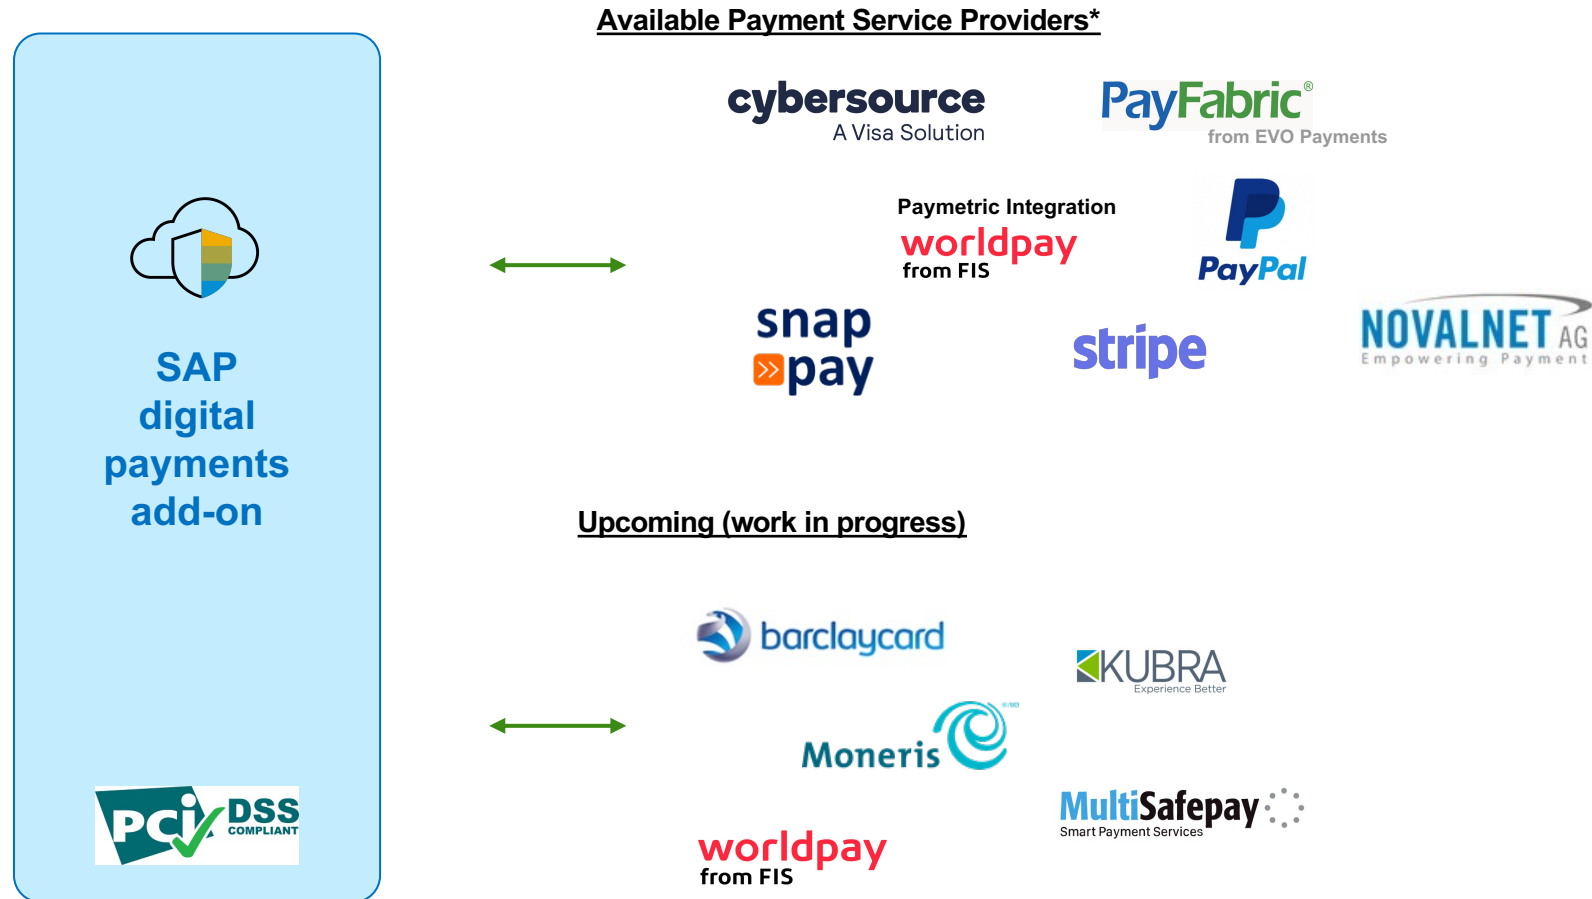 Available Payment Service Providers*
cybersource
A Visa Solution
PayFabric®
from EVO Payments
Paymetric Integration
worldpay
from FIS
PayPal
snap
pay
stripe
NOVALNET AG
Empowering Payment
SAP
digital
payments
add-on
PCi DSS
COMPLIANT
Upcoming (work in progress)
barclaycard
KUBRA
Experience Better
Moneris ®/MD
MultiSafepay
Smart Payment Services
worldpay
from FIS